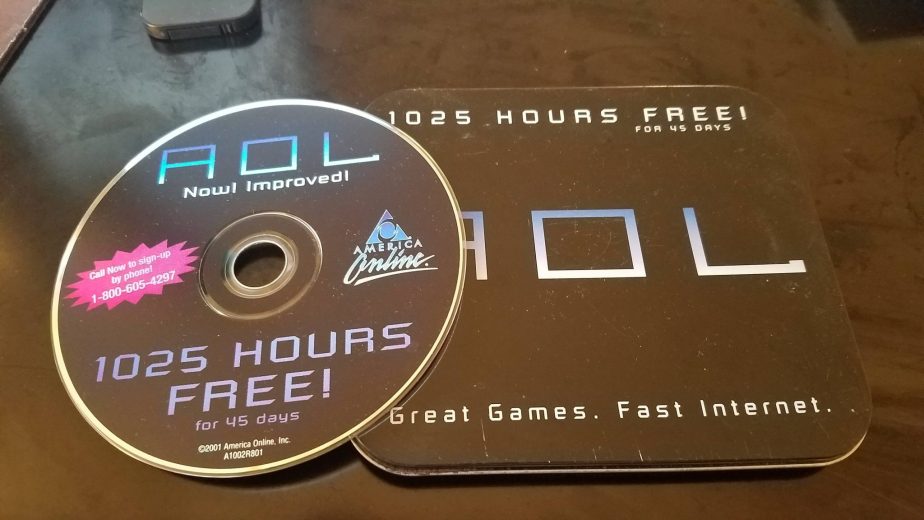 AOL
Now! Improved!
AMERICA
Online.
Call Now to sign-up
by phone!
1-800-605-4297
1025 HOURS
FREE!
for 45 days
©2001 America Online, Inc.
A1002R801
1025 HOURS FREE!
FOR 45 DAYS
AOL
Great Games. Fast Internet.